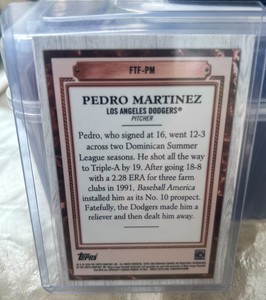 FTF-PM
PEDRO MARTINEZ
LOS ANGELES DODGERS®
PITCHER
Pedro, who signed at 16, went 12-3
across two Dominican Summer
League seasons. He shot all the way
to Triple-A by 19. After going 18-8
with a 2.28 ERA for three farm
clubs in 1991, Baseball America
installed him as its No. 10 prospect.
Fatefully, the Dodgers made him a
reliever and then dealt him away.
Topps